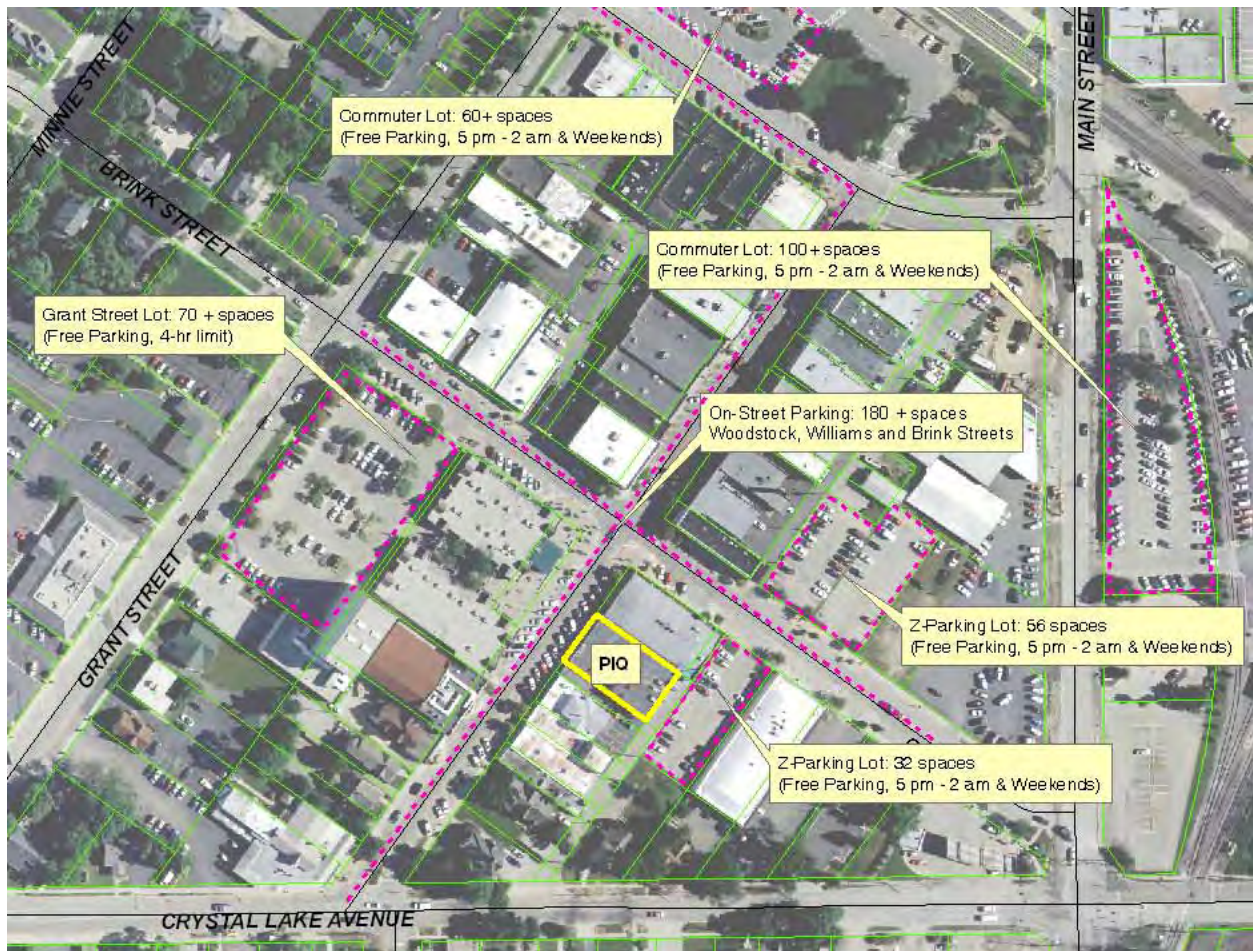 MINNIE STREET
BRINK STREET
MAIN STREET
Commuter Lot: 60+ spaces
(Free Parking, 5 pm - 2 am & Weekends)
Commuter Lot: 100+ spaces
(Free Parking, 5 pm - 2 am & Weekends)
Grant Street Lot: 70 + spaces
(Free Parking, 4-hr limit)
On-Street Parking: 180 + spaces
Woodstock, Williams and Brink Streets
GRANT STREET
Z-Parking Lot: 56 spaces
(Free Parking, 5 pm - 2 am & Weekends)
PIQ
Z-Parking Lot: 32 spaces
(Free Parking, 5 pm - 2 am & Weekends)
CRYSTAL LAKE AVENUE